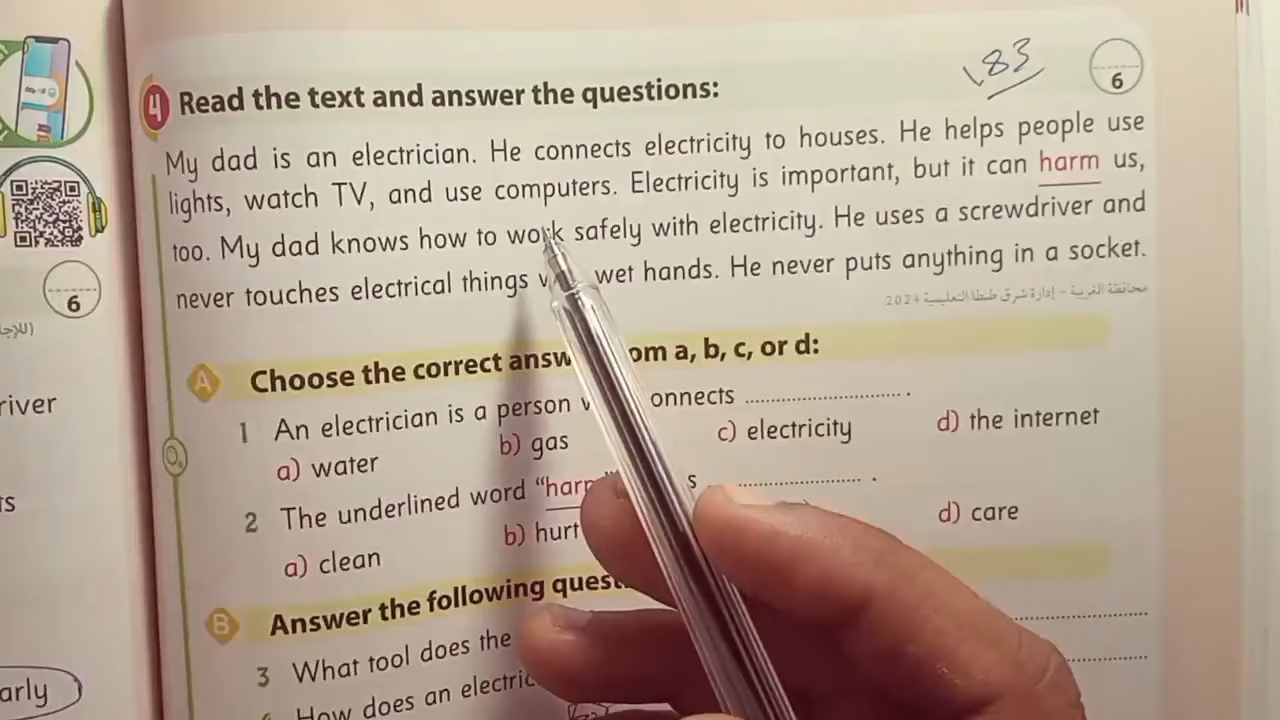 183
6
4 Read the text and answer the questions:
My dad is an electrician. He connects electricity to houses. He helps people use
lights, watch TV, and use computers. Electricity is important, but it can harm us,
too. My dad knows how to work safely with electricity. He uses a screwdriver and
never touches electrical things wet hands. He never puts anything in a socket.
محافظة الغربية - إدارة شرق طنطا التعليمية 2024
A Choose the correct from a, b, c, or d:
1 An electrician is a person connects .
a) water b) gas c) electricity d) the internet
2 The underlined word "harm" .
a) clean b) hurt d) care
B Answer the following
3 What tool does the
How does an
6
river
arly